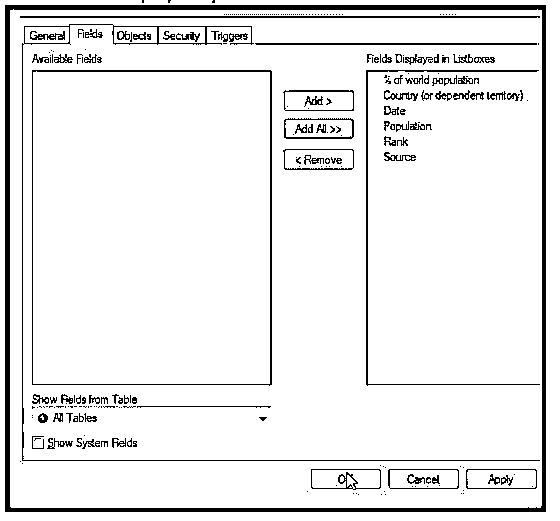 General Fields Objects Security Triggers
Available Fields
Fields Displayed in Listboxes
% of world population
Country (or dependent territory)
Date
Population
Rank
Source
Add >
Add All >>
< Remove
Show Fields from Table
All Tables
Show System Fields
Cancel Apply